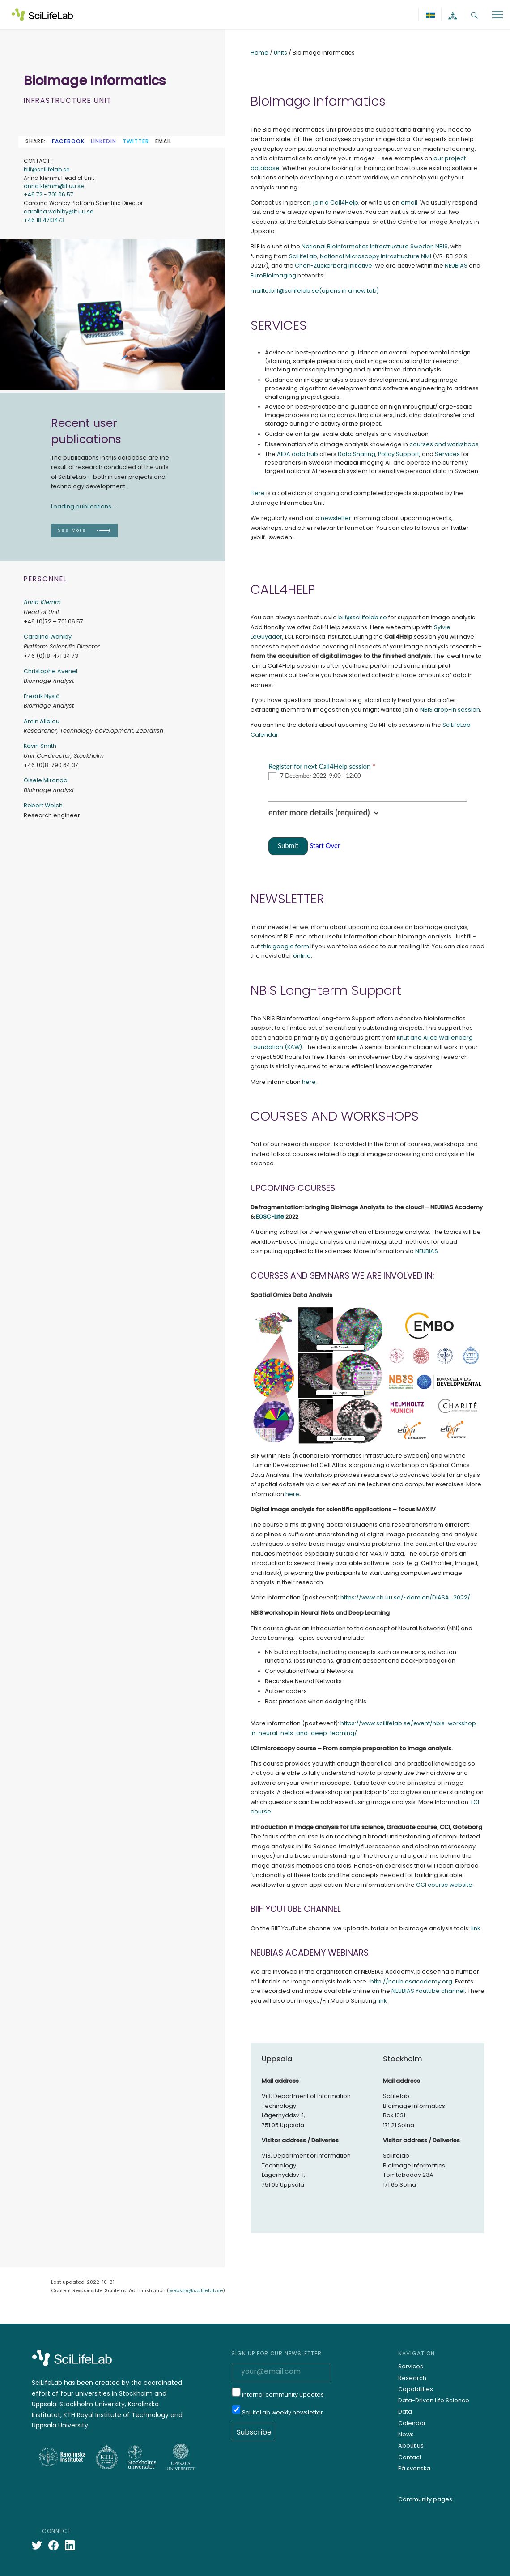 SciLifeLab
BioImage Informatics
INFRASTRUCTURE UNIT
SHARE: FACEBOOK LINKEDIN TWITTER EMAIL
CONTACT:
biif@scilifelab.se
Anna Klemm, Head of Unit
anna.klemm@it.uu.se
+46 72 - 701 06 57
Carolina Wählby Platform Scientific Director
carolina.wahlby@it.uu.se
+46 18 4713473
Recent user
publications
The publications in this database are the
result of research conducted at the units
of SciLifeLab – both in user projects and
technology development.
Loading publications...
See More
PERSONNEL
Anna Klemm
Head of Unit
+46 (0)72 – 701 06 57
Carolina Wählby
Platform Scientific Director
+46 (0)18-471 34 73
Christophe Avenel
Bioimage Analyst
Fredrik Nysjö
Bioimage Analyst
Amin Allalou
Researcher, Technology development, Zebrafish
Kevin Smith
Unit Co-director, Stockholm
+46 (0)8-790 64 37
Gisele Miranda
Bioimage Analyst
Robert Welch
Research engineer
Home / Units / BioImage Informatics
BioImage Informatics
The BioImage Informatics Unit provides the support and training you need to
perform state-of-the-art analyses on your image data. Our experts can help
you to determine the best software, workflow, commercial tools, machine learning,
and bioimaging technology to analyze your images – see examples on our project
database. Whether you are looking for training on how to use available software
solutions or developing a custom workflow, we can help you get your
analysis running.
Contact us in person, join a Call4Help, or write us an email. You can always
reach out to us for advice on image analysis. You can visit us at one of our two
locations: at the SciLifeLab Solna campus, or at the Centre for Image Analysis in
Uppsala.
BIIF is a unit of the National Bioinformatics Infrastructure Sweden NBIS, with
funding from SciLifeLab, National Microscopy Infrastructure NMI (VR-RFI 2019-
00217), and the Chan-Zuckerberg Initiative. We are active within the NEUBIAS and
EuroBioImaging networks.
mailto:biif@scilifelab.se(opens in a new tab)
SERVICES
• Advice on best-practice and guidance on overall experimental design
(staining, sample preparation, and image acquisition) for research
involving microscopy imaging and quantitative data analysis.
• Guidance on image analysis assay development, including image
processing algorithm development and software engineering to address
challenging project goals.
• Advice on best-practice and guidance on high throughput/large-scale
image processing using computing clusters, including data transfer and
storage during the activity of the project.
• Guidance on large-scale data analysis and visualization.
• Dissemination of bioimage analysis knowledge in courses and workshops.
• The AIDA data hub offers Data Sharing, Policy Support, and Services for
researchers in Swedish medical imaging AI, and operate the currently
largest national AI research system for privacy-sensitive personal data in Sweden.
Here is a collection of ongoing and completed projects supported by the
BioImage Informatics Unit.
We regularly send out a newsletter informing about upcoming events,
workshops, and other relevant information. You can also follow us on Twitter
@biif_sweden .
CALL4HELP
You can always contact us via biif@scilifelab.se for support on image analysis.
Additionally, we offer Call4Help sessions. Here we team up with Sylvie
LeGuyader, LCI, Karolinska Institutet. During the Call4Help session you will have
access to expert advice covering all aspects of your image analysis research –
from the acquisition of digital images to the finished analysis. The ideal time to
join a Call4Help session is after you have performed an initial pilot
experiment, but before you have embarked on collecting large amounts of
data, since we can together optimize each of the steps even for your next
experiment.
If you have questions about how to e.g. statistically treat your data after
extracting them from images then you might want to join a NBIS drop-in session.
You can find the details about upcoming Call4Help sessions in the SciLifeLab
Calendar.
Register for next Call4Help session *
7 December 2022, 9:00 - 12:00
enter more details (required)
Submit Start Over
NEWSLETTER
In our newsletter we inform about upcoming courses on bioimage analysis,
services of BIIF, and other useful information about bioimage analysis. Just fill-
out this google form if you want to be added to our mailing list. You can also read
the newsletter online.
NBIS Long-term Support
The NBIS Bioinformatics Long-term Support offers extensive bioinformatics
support to a limited set of scientifically outstanding projects. This support has
been enabled primarily by a generous grant from Knut and Alice Wallenberg
Foundation (KAW). The idea is simple: A senior bioinformatician will work in your
project 500 hours for free. Hands-on involvement by the applying research
group is strictly required to ensure efficient knowledge transfer.
More information here .
COURSES AND WORKSHOPS
Part of our research support is provided in the form of courses, workshops and
invited talks at courses related to digital image processing and analysis in life
science.
UPCOMING COURSES:
Defragmentation: bringing BioImage Analysts to the cloud! – NEUBIAS Academy
& EOSC-Life 2022
A training school for the new generation of bioimage analysts. The topics will be
workflow-based image analysis and new integrated methods for cloud
computing applied to life sciences. More information via NEUBIAS.
COURSES AND SEMINARS WE ARE INVOLVED IN:
Spatial Omics Data Analysis
EMBO
NBIS
HUMAN CELL ATLAS
DEVELOPMENTAL
HELMHOLTZ
MUNICH
CHARITÉ
elixir
elixir
BIIF within NBIS (National Bioinformatics Infrastructure Sweden) and with the
Human Developmental Cell Atlas is organizing a workshop on Spatial Omics
Data Analysis. The workshop provides resources to advanced tools for analysis
of spatial datasets via a series of online lectures and computer exercises. More
information here.
Digital image analysis for scientific applications – focus MAX IV
The course aims at giving doctoral students and researchers from different
disciplines a sufficient understanding of digital analysis and image analysis
techniques to solve basic image analysis problems. The content of the course
includes especially applicable for MAX IV data. The course offers an
introduction to several freely available software tools (e.g. CellProfiler, ImageJ,
and ilastik), preparing the participants to start using computerized image
analysis in their research.
More information (past event): https://www.cb.uu.se/~damian/DIASA_2022/
NBIS workshop in Neural Nets and Deep Learning
This course gives an introduction to the concept of Neural Networks (NN) and
Deep Learning. Topics covered include:
• NN building blocks, including concepts such as neurons, activation
functions, loss functions, gradient descent and back-propagation
• Convolutional Neural Networks
• Recursive Neural Networks
• Autoencoders
• Best practices when designing NNs
More information (past event): https://www.scilifelab.se/event/nbis-workshop-
in-neural-nets-and-deep-learning/
LCI microscopy course – From sample preparation to image analysis.
This course provides you with enough theoretical and practical knowledge so
that you are able to fully understand how to properly use the hardware and
software on your own microscope. It also teaches the principles of image
anlaysis. A dedicated workshop on participants’ data gives an understanding on
which questions can be addressed using image analysis. More Information: LCI
course
Introduction in Image analysis for Life science, Graduate course, CCI, Göteborg
The focus of the course is on reaching a broad understanding of computerized
image analysis in Life Science (mainly fluorescence and electron microscopy
images) and a basic understanding of the theory and algorithms behind the
image analysis methods and tools. Hands-on exercises that will teach a broad
knowledge of possible tools are combined with project for building suitable
workflow for a given application. More information on the CCI course website.
BIIF YOUTUBE CHANNEL
On the BIIF YouTube channel we upload tutorials on bioimage analysis tools: link
NEUBIAS ACADEMY WEBINARS
We are involved in the organization of NEUBIAS Academy, please find a number
of tutorials on image analysis tools here: http://neubiasacademy.org. Events
are recorded and made available online on the NEUBIAS Youtube channel. There
you will also our ImageJ/Fiji Macro Scripting link.
Uppsala
Mail address
Vi3, Department of Information
Technology
Lägerhyddsv. 1,
751 05 Uppsala
Visitor address / Deliveries
Vi3, Department of Information
Technology
Lägerhyddsv. 1,
751 05 Uppsala
Stockholm
Mail address
Scilifelab
Bioimage informatics
Box 1031
171 21 Solna
Visitor address / Deliveries
Scilifelab
Bioimage informatics
Tomtebodav 23A
171 65 Solna
Last updated: 2022-10-31
Content Responsible: Scilifelab Administration (website@scilifelab.se)
SciLifeLab
SciLifeLab has been created by the coordinated
effort of four universities in Stockholm and
Uppsala: Stockholm University, Karolinska
Institutet, KTH Royal Institute of Technology and
Uppsala University.
Karolinska
Institutet
KTH
Stockholms
universitet
UPPSALA
UNIVERSITET
CONNECT
SIGN UP FOR OUR NEWSLETTER
your@email.com
Internal community updates
SciLifeLab weekly newsletter
Subscribe
NAVIGATION
Services
Research
Capabilities
Data-Driven Life Science
Data
Calendar
News
About us
Contact
På svenska
Community pages